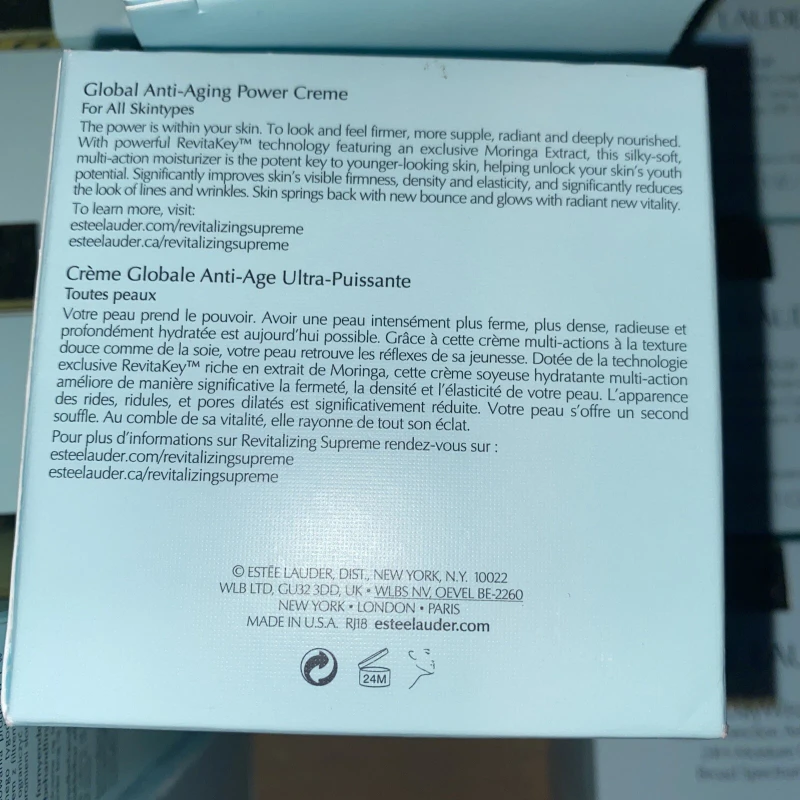 Global Anti-Aging Power Creme
For All Skintypes
The power is within your skin. To look and feel firmer, more supple, radiant and deeply nourished.
With powerful RevitaKey™ technology featuring an exclusive Moringa Extract, this silky-soft,
multi-action moisturizer is the potent key to younger-looking skin, helping unlock your skin's youth
potential. Significantly improves skin's visible firmness, density and elasticity, and significantly reduces
the look of lines and wrinkles. Skin springs back with new bounce and glows with radiant new vitality.
To learn more, visit:
esteelauder.com/revitalizingsupreme
esteelauder.ca/revitalizingsupreme
Crème Globale Anti-Age Ultra-Puissante
Toutes peaux
Votre peau prend le pouvoir. Avoir une peau intensément plus ferme, plus dense, radieuse et
profondément hydratée est aujourd'hui possible. Grâce à cette crème multi-actions à la texture
douce comme de la soie, votre peau retrouve les réflexes de sa jeunesse. Dotée de la technologie
exclusive RevitaKey™ riche en extrait de Moringa, cette crème soyeuse hydratante multi-action
améliore de manière significative la fermeté, la densité et l'élasticité de votre peau. L'apparence
des rides, ridules, et pores dilatés est significativement réduite. Votre peau s'offre un second
souffle. Au comble de sa vitalité, elle rayonne de tout son éclat.
Pour plus d'informations sur Revitalizing Supreme rendez-vous sur :
esteelauder.com/revitalizingsupreme
esteelauder.ca/revitalizingsupreme
© ESTĒE LAUDER, DIST., NEW YORK, N.Y. 10022
WLB LTD, GU32 3DD, UK • WLBS NV, OEVEL BE-2260
NEW YORK • LONDON • PARIS
MADE IN U.S.A. RJ18 esteelauder.com
24M